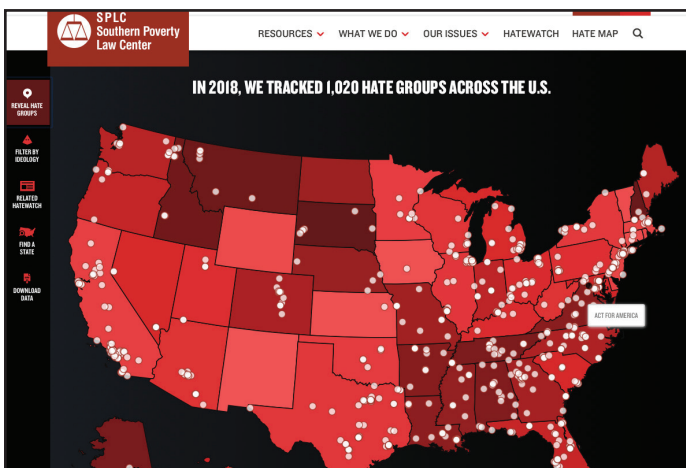 SPLC
Southern Poverty
Law Center
RESOURCES WHAT WE DO OUR ISSUES HATEWATCH HATE MAP
IN 2018, WE TRACKED 1,020 HATE GROUPS ACROSS THE U.S.
REVEAL HATE
GROUPS
FILTER BY
IDEOLOGY
RELATED
HATEWATCH
FIND A
STATE
DOWNLOAD
DATA
ACT FOR AMERICA